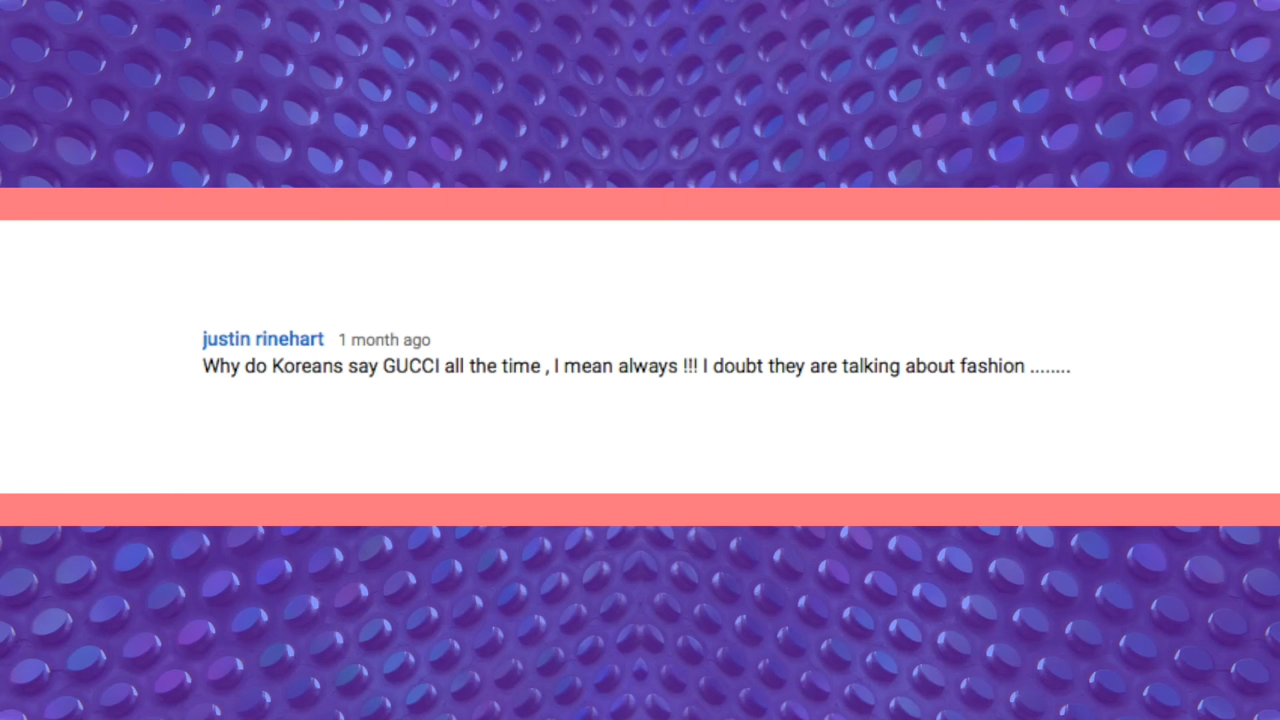 justin rinehart 1 month ago
Why do Koreans say GUCCI all the time , I mean always !!! I doubt they are talking about fashion ........